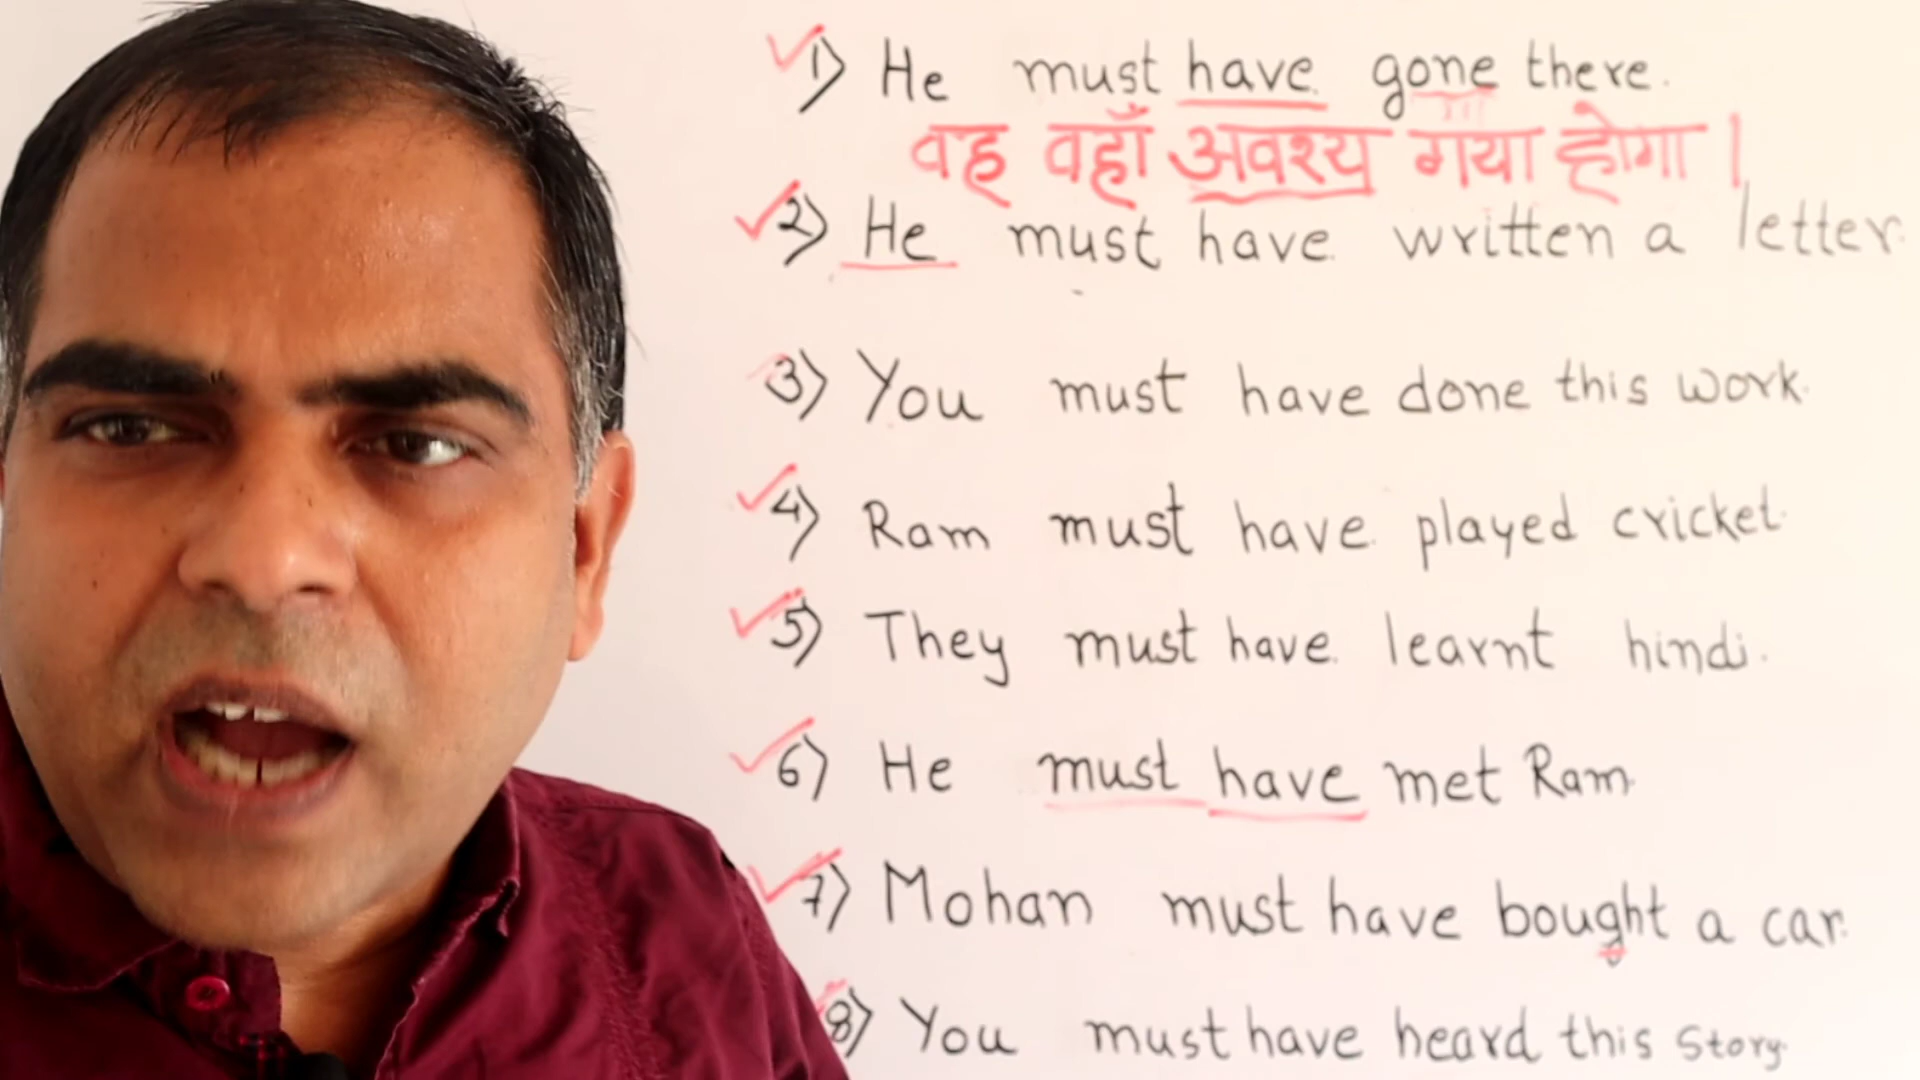 1) He must have gone there.
वह वहाँ अवश्य गया होगा ।
2) He must have written a letter.
3) You must have done this work.
4) Ram must have played cricket.
5) They must have learnt hindi.
6) He must have met Ram.
7) Mohan must have bought a car.
8) You must have heard this Story.